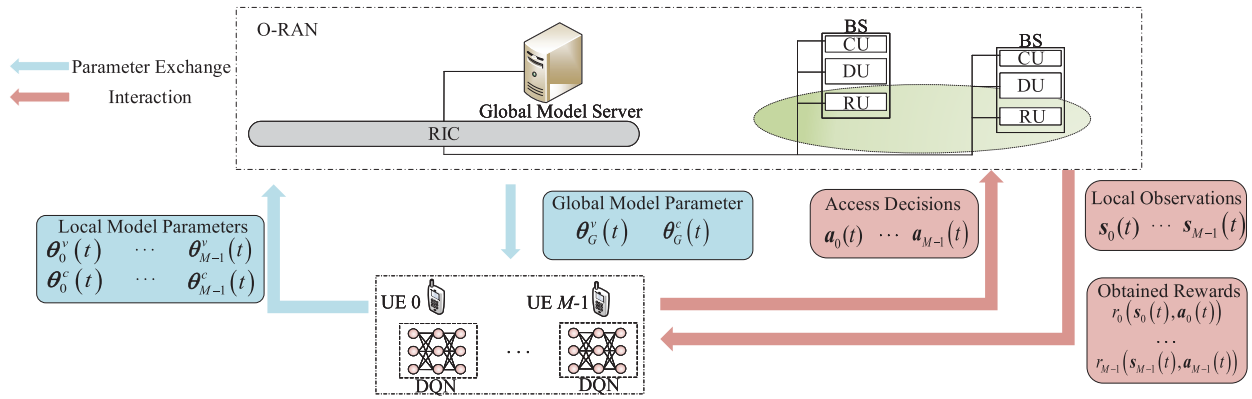 O-RAN
Parameter Exchange
Interaction
Global Model Server
RIC
BS
CU
DU
RU
BS
CU
DU
RU
Local Model Parameters
θ₀ᵛ(t) ··· θᵛ_{M−1}(t)
θ₀ᶜ(t) ··· θᶜ_{M−1}(t)
Global Model Parameter
θ_Gᵛ(t) θ_Gᶜ(t)
Access Decisions
a₀(t) ··· a_{M−1}(t)
Local Observations
s₀(t) ··· s_{M−1}(t)
Obtained Rewards
r₀(s₀(t),a₀(t))
···
r_{M−1}(s_{M−1}(t),a_{M−1}(t))
UE 0
UE M-1
···
DQN
DQN